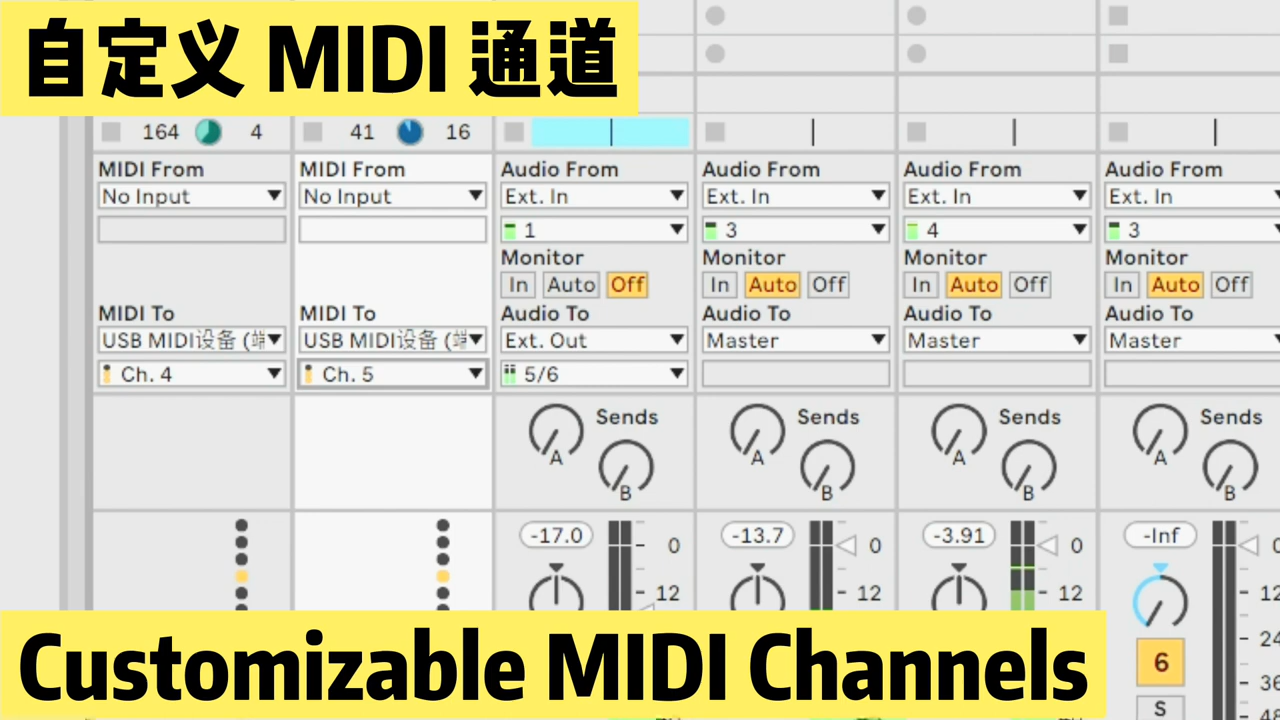 自定义 MIDI 通道
164 4 41 16
MIDI From MIDI From Audio From Audio From Audio From Audio From
No Input No Input Ext. In Ext. In Ext. In Ext. In
1 3 4 3
Monitor Monitor Monitor Monitor
In Auto Off In Auto Off In Auto Off In Auto Off
MIDI To MIDI To Audio To Audio To Audio To Audio To
USB MIDI设备 ( USB MIDI设备 ( Ext. Out Master Master Master
Ch. 4 Ch. 5 5/6
Sends Sends Sends Sends
A A A A
B B B B
-17.0 0 -13.7 0 -3.91 0 -Inf 0
12 12 12 12
24
6
36
S
48
Customizable MIDI Channels